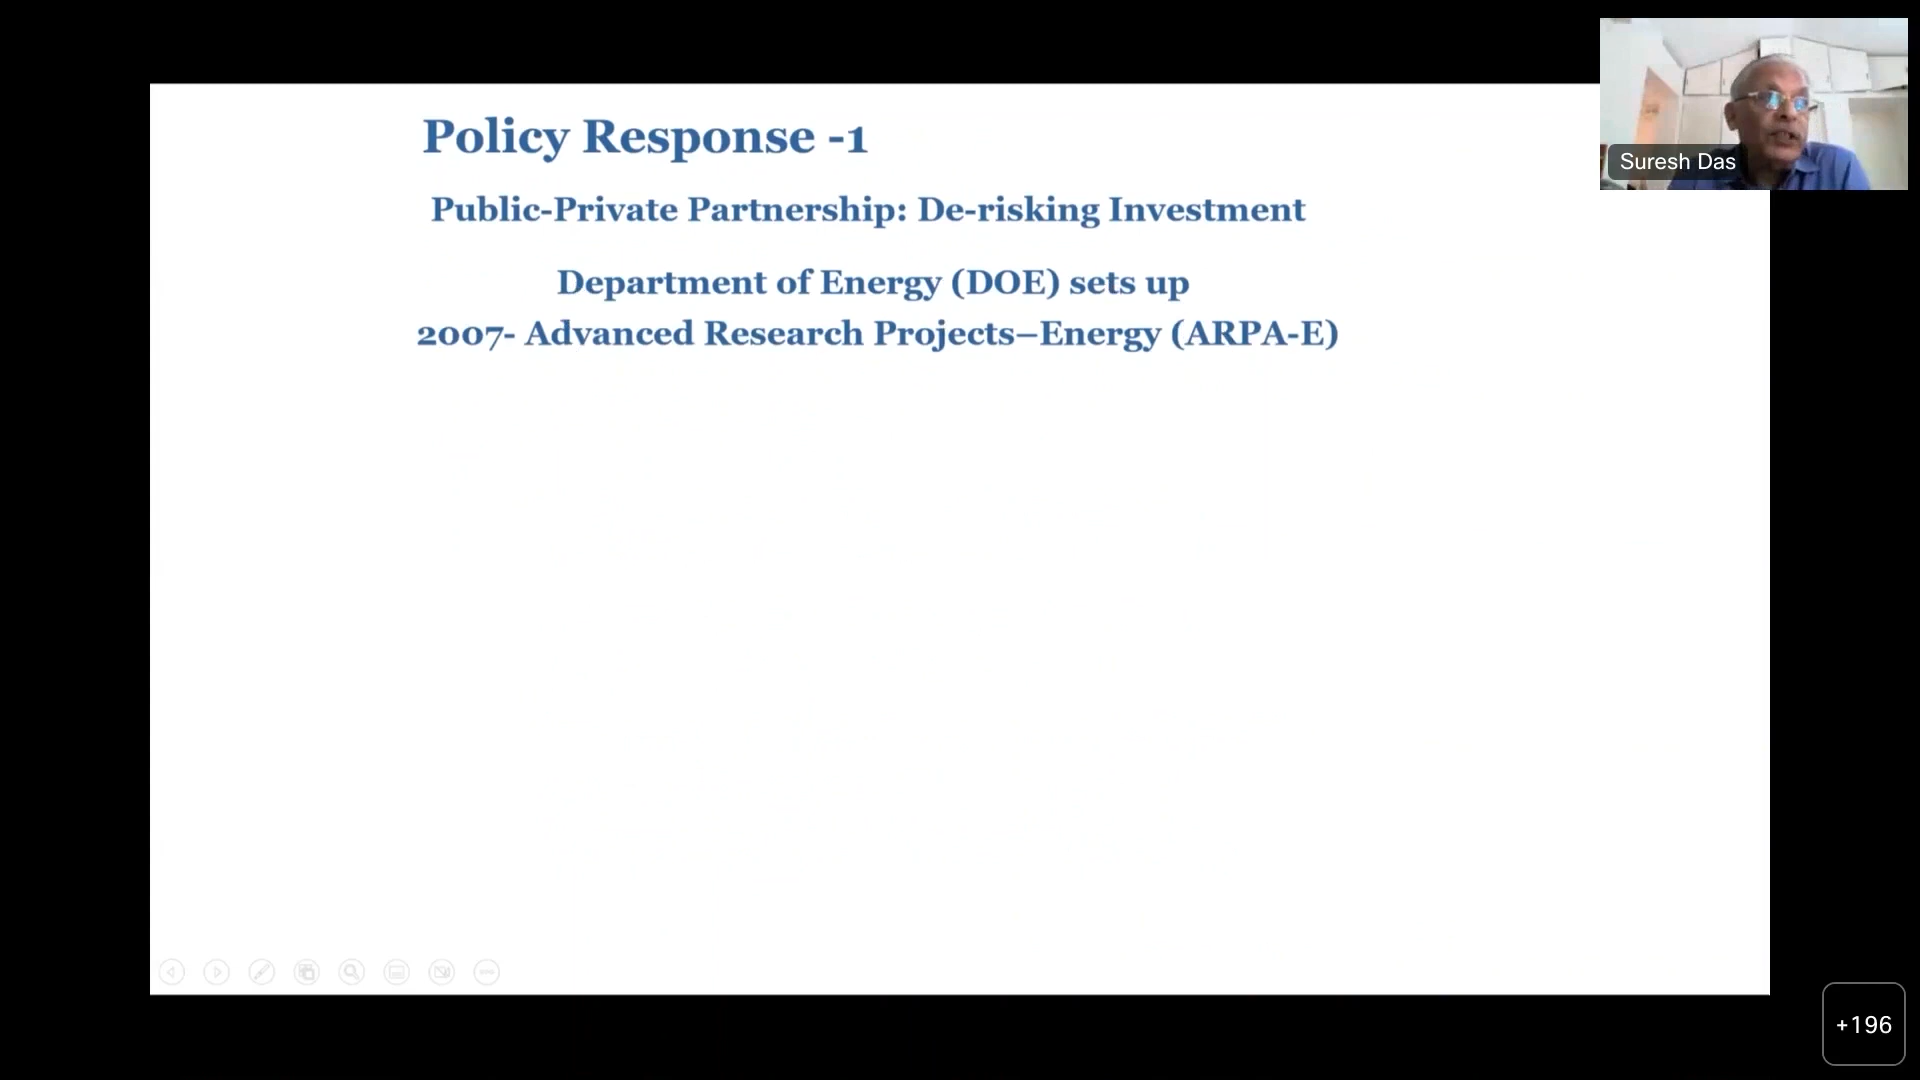 Policy Response -1
Public-Private Partnership: De-risking Investment
Department of Energy (DOE) sets up
2007- Advanced Research Projects–Energy (ARPA-E)
Suresh Das
+196